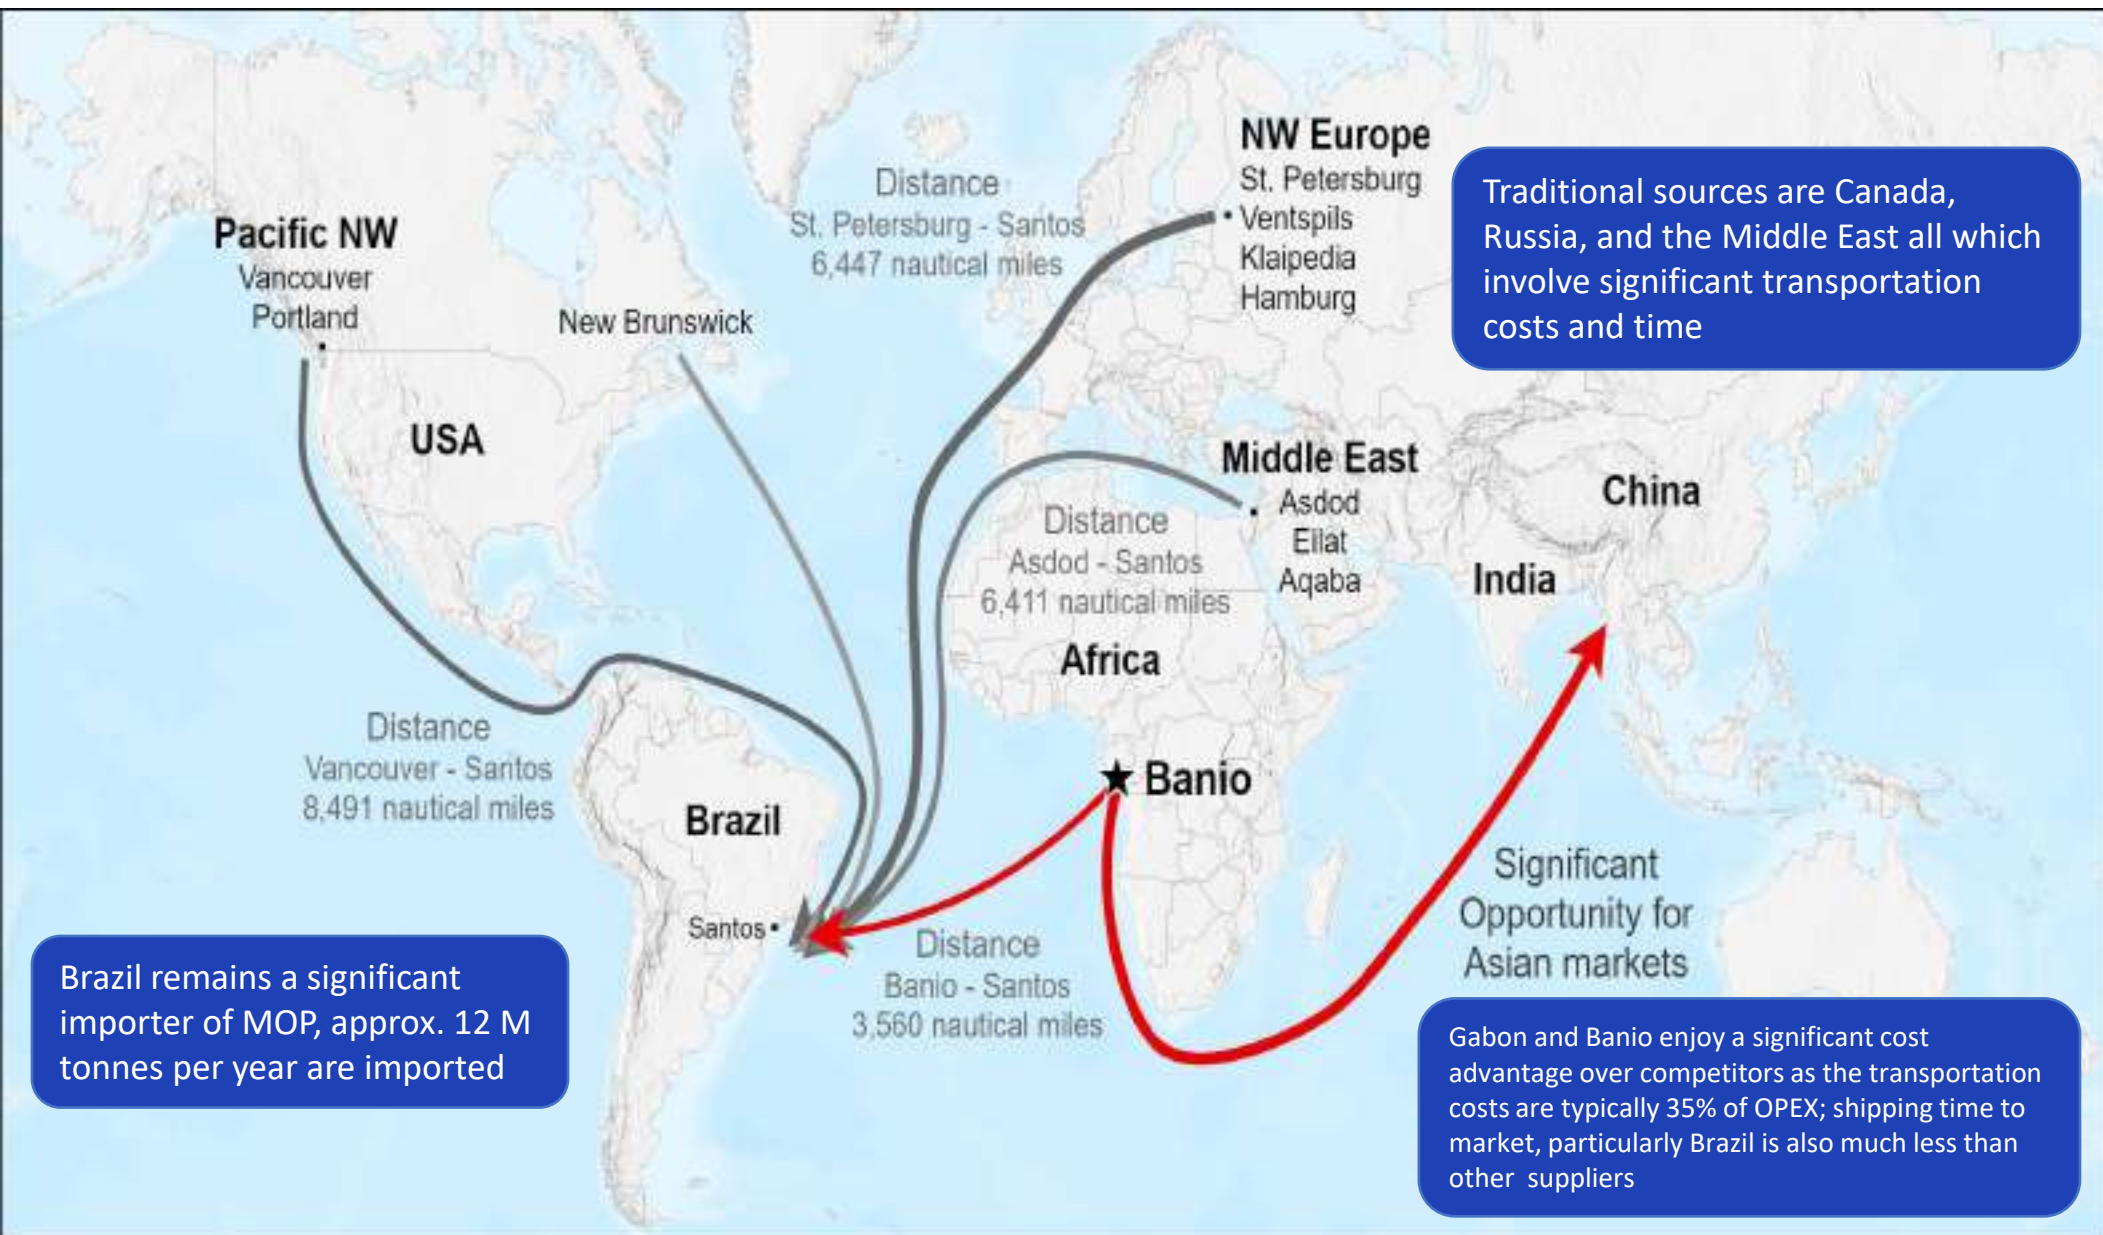 NW Europe
St. Petersburg
Ventspils
Klaipedia
Hamburg
Distance
St. Petersburg - Santos
6,447 nautical miles
Traditional sources are Canada,
Russia, and the Middle East all which
involve significant transportation
costs and time
Pacific NW
Vancouver
Portland
New Brunswick
USA
Middle East
Asdod
Eilat
Aqaba
Distance
Asdod - Santos
6,411 nautical miles
China
India
Africa
Distance
Vancouver - Santos
8,491 nautical miles
Brazil
Banio
Santos
Distance
Banio - Santos
3,560 nautical miles
Significant
Opportunity for
Asian markets
Brazil remains a significant
importer of MOP, approx. 12 M
tonnes per year are imported
Gabon and Banio enjoy a significant cost
advantage over competitors as the transportation
costs are typically 35% of OPEX; shipping time to
market, particularly Brazil is also much less than
other suppliers